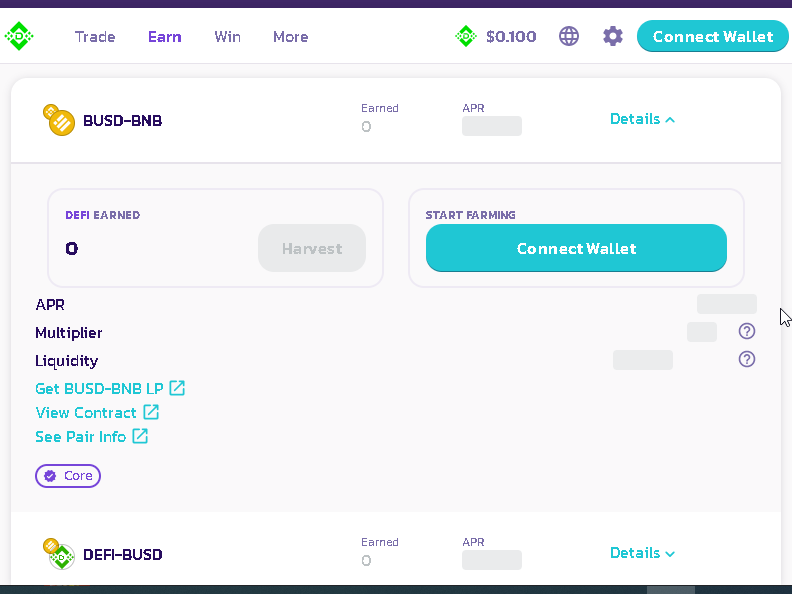 Trade Earn Win More $0.100 Connect Wallet
BUSD-BNB Earned 0 APR Details
DEFI EARNED
0 Harvest
START FARMING
Connect Wallet
APR
Multiplier
Liquidity
Get BUSD-BNB LP
View Contract
See Pair Info
Core
DEFI-BUSD Earned 0 APR Details